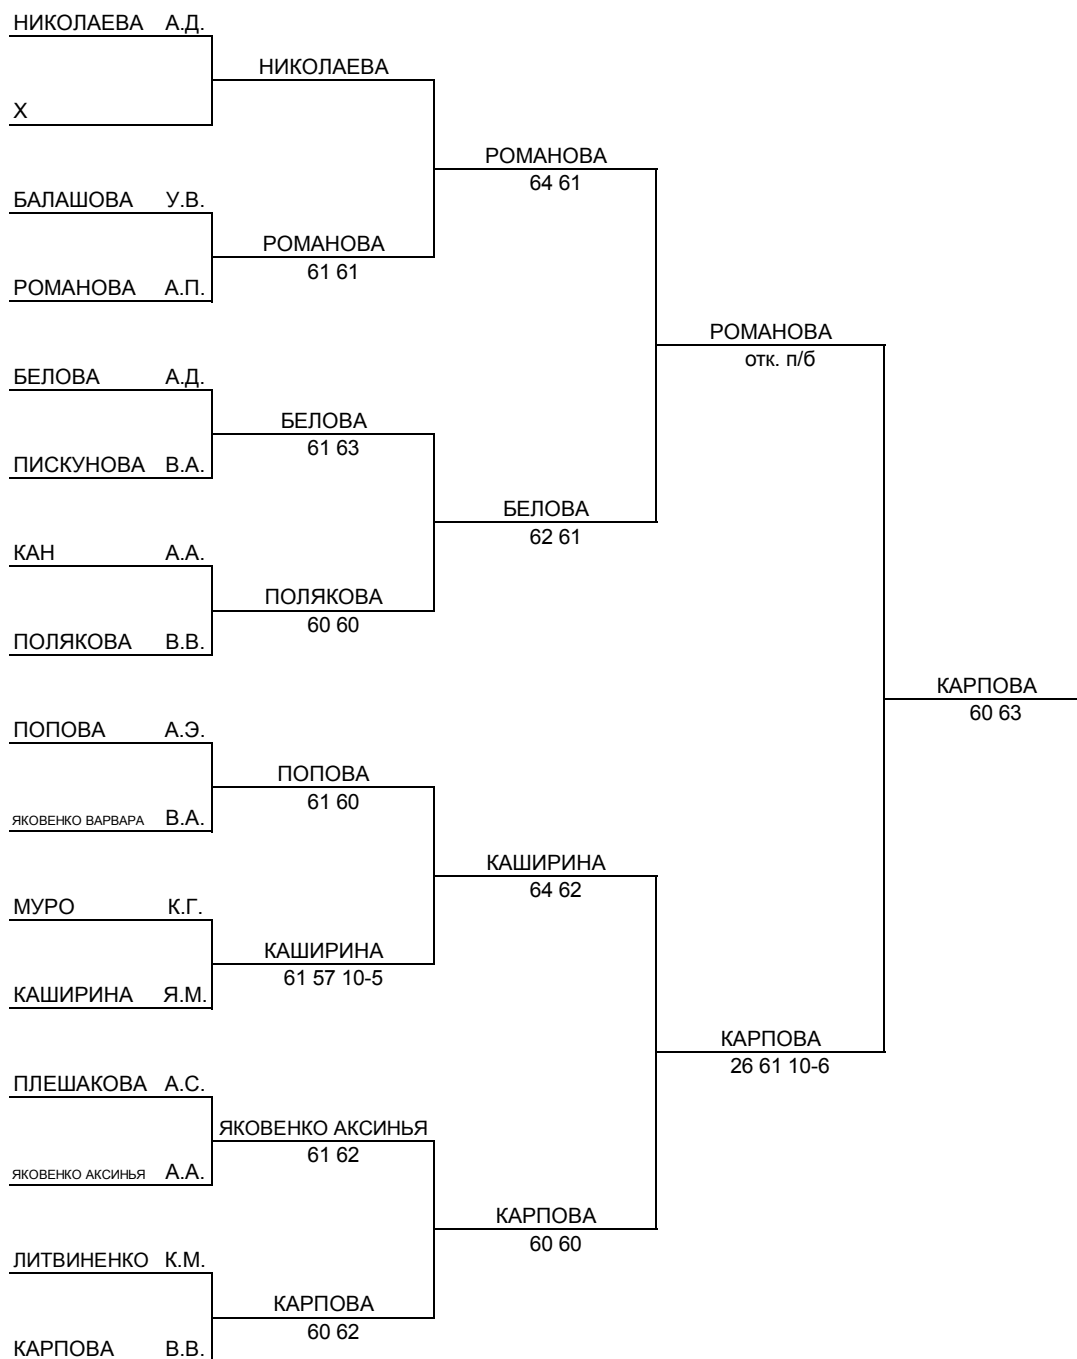 НИКОЛАЕВА А.Д.
НИКОЛАЕВА
Х
РОМАНОВА
64 61
БАЛАШОВА У.В.
РОМАНОВА
61 61
РОМАНОВА А.П.
РОМАНОВА
отк. п/б
БЕЛОВА А.Д.
БЕЛОВА
61 63
ПИСКУНОВА В.А.
БЕЛОВА
62 61
КАН А.А.
ПОЛЯКОВА
60 60
ПОЛЯКОВА В.В.
КАРПОВА
60 63
ПОПОВА А.Э.
ПОПОВА
61 60
ЯКОВЕНКО ВАРВАРА В.А.
КАШИРИНА
64 62
МУРО К.Г.
КАШИРИНА
61 57 10-5
КАШИРИНА Я.М.
КАРПОВА
26 61 10-6
ПЛЕШАКОВА А.С.
ЯКОВЕНКО АКСИНЬЯ
61 62
ЯКОВЕНКО АКСИНЬЯ А.А.
КАРПОВА
60 60
ЛИТВИНЕНКО К.М.
КАРПОВА
60 62
КАРПОВА В.В.